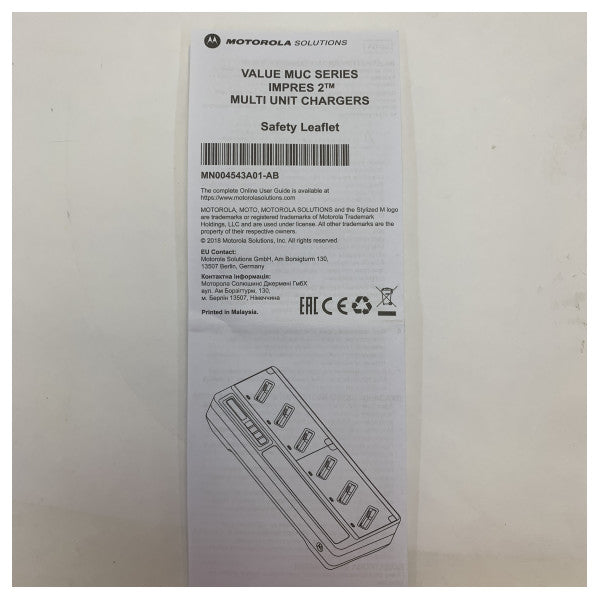 MOTOROLA SOLUTIONS
VALUE MUC SERIES
IMPRES 2™
MULTI UNIT CHARGERS
Safety Leaflet
MN004543A01-AB
The complete Online User Guide is available at
https://www.motorolasolutions.com
MOTOROLA, MOTO, MOTOROLA SOLUTIONS and the Stylized M logo
are trademarks or registered trademarks of Motorola Trademark
Holdings, LLC and are used under license. All other trademarks are the
property of their respective owners.
© 2018 Motorola Solutions, Inc. All rights reserved.
EU Contact:
Motorola Solutions GmbH, Am Borsigturm 130,
13507 Berlin, Germany
Контактна інформація:
Моторола Солюшинс Джермені ГмбХ
вул. Ам Борзігтурм, 130,
м. Берлін 13507, Німеччина
Printed in Malaysia.
EAC CE